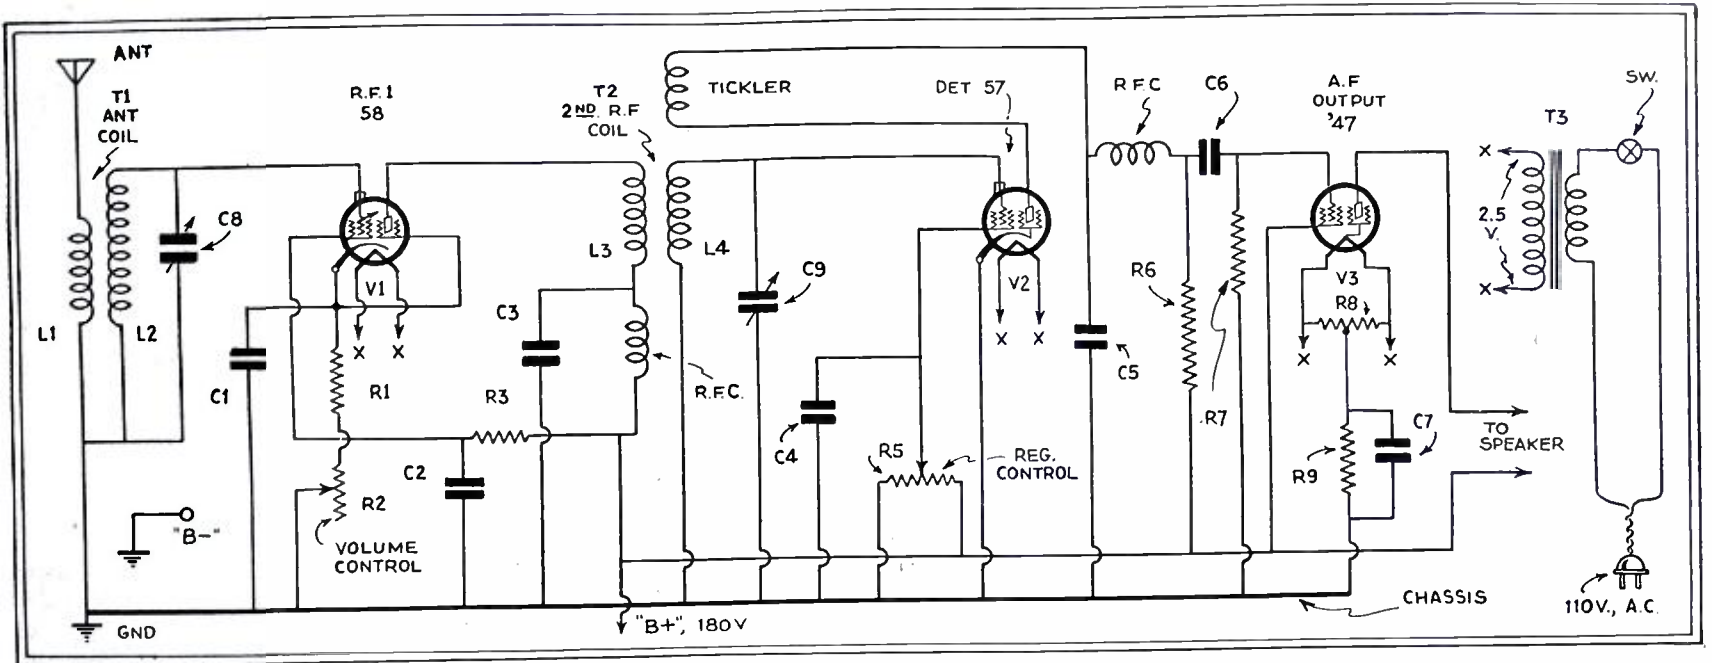 ANT
T1
ANT
COIL
L1
L2
C8
C1
R.F.1
58
V1
X X
R1
R2
VOLUME
CONTROL
"B-"
GND
R3
C2
C3
T2
2ND. R.F
COIL
L3
L4
R.F.C.
"B+", 180V
TICKLER
C9
C4
R5
REG.
CONTROL
DET 57
V2
X X
C5
R.F.C
C6
R6
R7
A.F
OUTPUT
'47
V3
R8
X X
R9
C7
TO
SPEAKER
CHASSIS
T3
SW.
X
2.5
V.
X
110V., A.C.